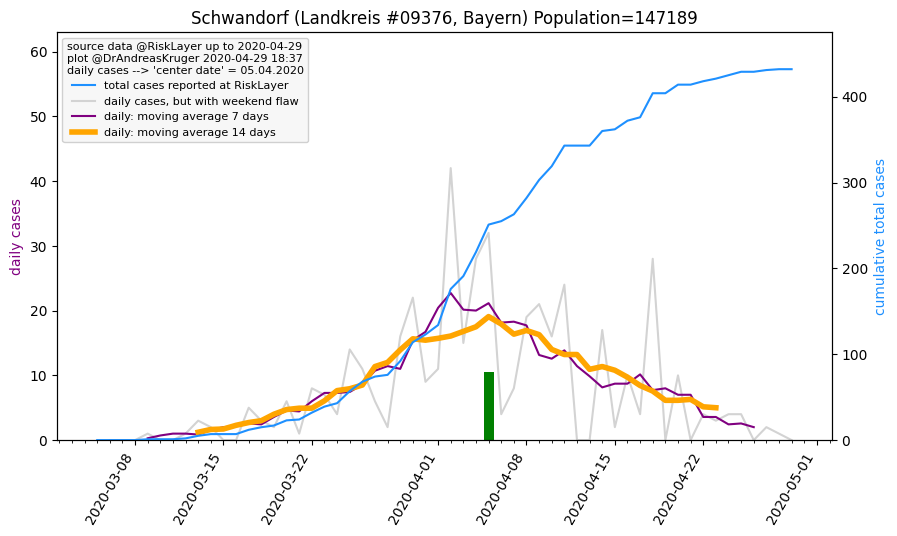 Schwandorf (Landkreis #09376, Bayern) Population=147189
source data @RiskLayer up to 2020-04-29
plot @DrAndreasKruger 2020-04-29 18:37
daily cases --> 'center date' = 05.04.2020
total cases reported at RiskLayer
daily cases, but with weekend flaw
daily: moving average 7 days
daily: moving average 14 days
daily cases
60
50
40
30
20
10
0
cumulative total cases
400
300
200
100
0
2020-03-08
2020-03-15
2020-03-22
2020-04-01
2020-04-08
2020-04-15
2020-04-22
2020-05-01